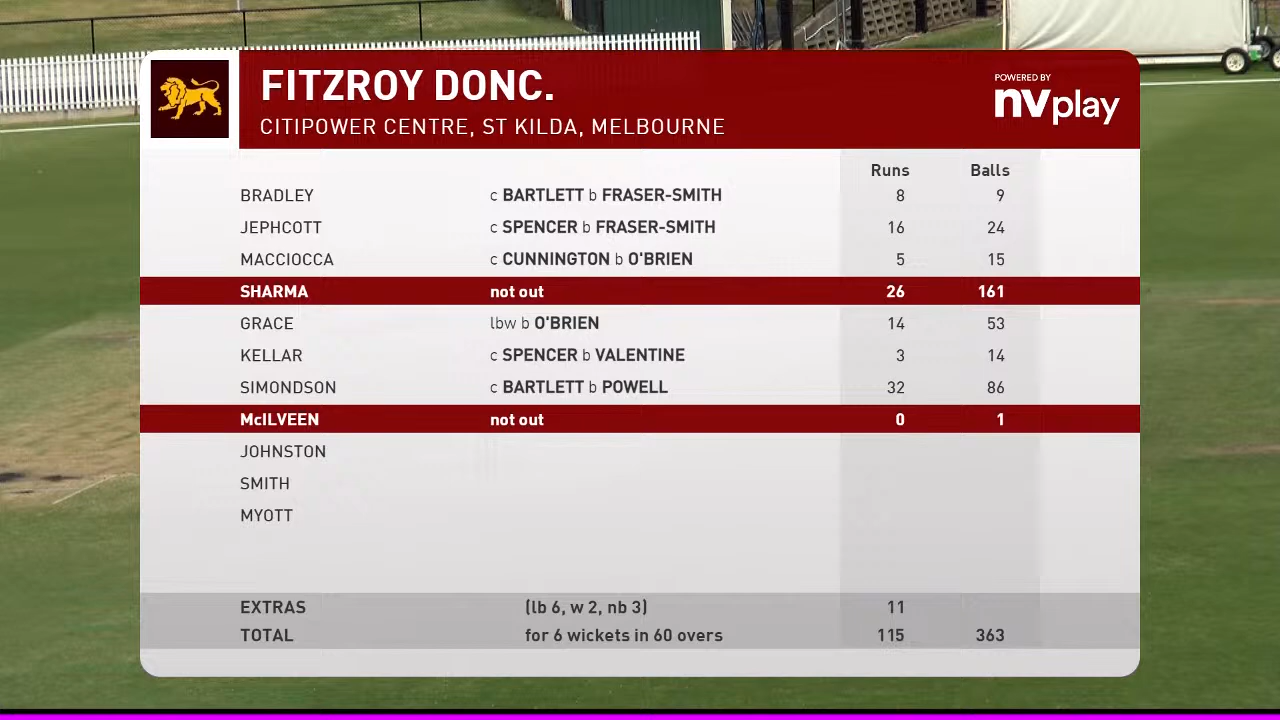 FITZROY DONC.
CITIPOWER CENTRE, ST KILDA, MELBOURNE
POWERED BY
nvplay
Runs Balls
BRADLEY c BARTLETT b FRASER-SMITH 8 9
JEPHCOTT c SPENCER b FRASER-SMITH 16 24
MACCIOCCA c CUNNINGTON b O'BRIEN 5 15
SHARMA not out 26 161
GRACE lbw b O'BRIEN 14 53
KELLAR c SPENCER b VALENTINE 3 14
SIMONDSON c BARTLETT b POWELL 32 86
McILVEEN not out 0 1
JOHNSTON
SMITH
MYOTT
EXTRAS (lb 6, w 2, nb 3) 11
TOTAL for 6 wickets in 60 overs 115 363